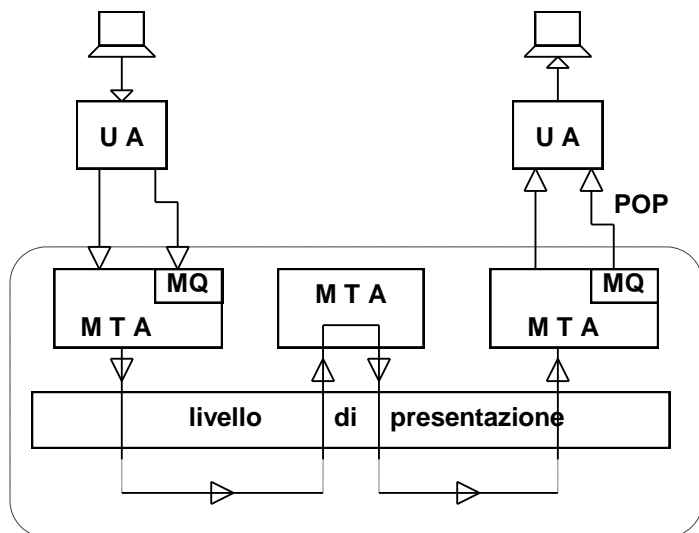 U A
U A
POP
MQ
M T A
M T A
MQ
M T A
livello di presentazione